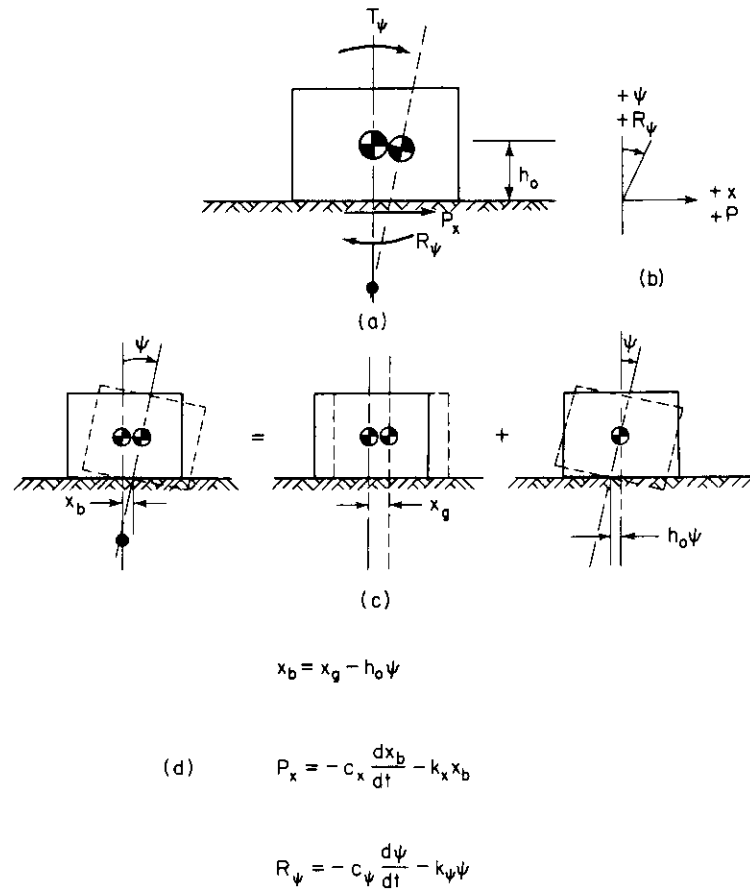 T_ψ
+ ψ
+ R_ψ
h_o
P_x
+ x
+ P
R_ψ
(b)
(a)
ψ
ψ
=
+
x_b
x_g
h_oψ
(c)
x_b = x_g − h_oψ
(d) P_x = − c_x dx_b/dt − k_x x_b
R_ψ = − c_ψ dψ/dt − k_ψψ